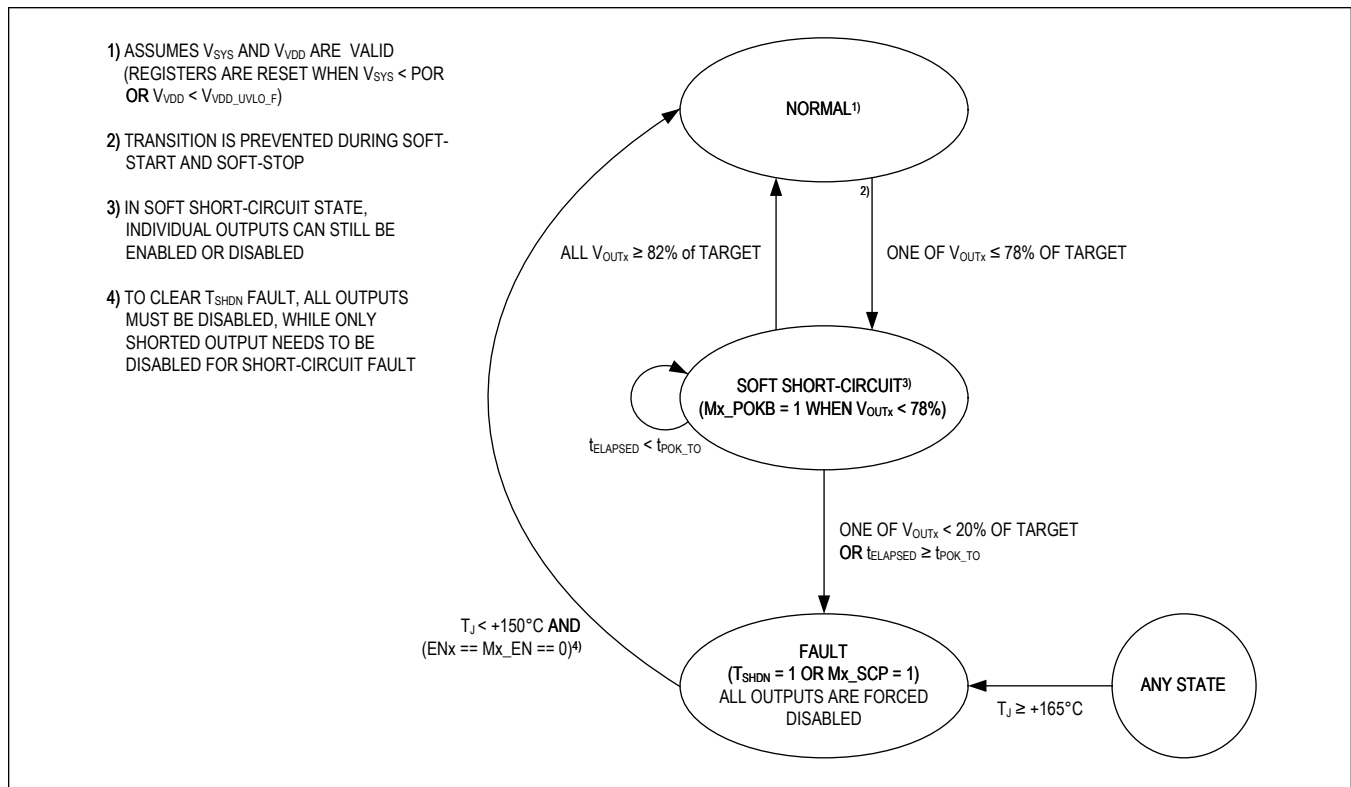 1) ASSUMES VSYS AND VVDD ARE VALID
(REGISTERS ARE RESET WHEN VSYS < POR
OR VVDD < VVDD_UVLO_F)
2) TRANSITION IS PREVENTED DURING SOFT-
START AND SOFT-STOP
3) IN SOFT SHORT-CIRCUIT STATE,
INDIVIDUAL OUTPUTS CAN STILL BE
ENABLED OR DISABLED
4) TO CLEAR TSHDN FAULT, ALL OUTPUTS
MUST BE DISABLED, WHILE ONLY
SHORTED OUTPUT NEEDS TO BE
DISABLED FOR SHORT-CIRCUIT FAULT
NORMAL1)
2)
ALL VOUTx ≥ 82% of TARGET
ONE OF VOUTx ≤ 78% OF TARGET
SOFT SHORT-CIRCUIT3)
(Mx_POKB = 1 WHEN VOUTx < 78%)
tELAPSED < tPOK_TO
ONE OF VOUTx < 20% OF TARGET
OR tELAPSED ≥ tPOK_TO
TJ < +150°C AND
(ENx == Mx_EN == 0)4)
FAULT
(TSHDN = 1 OR Mx_SCP = 1)
ALL OUTPUTS ARE FORCED
DISABLED
TJ ≥ +165°C
ANY STATE